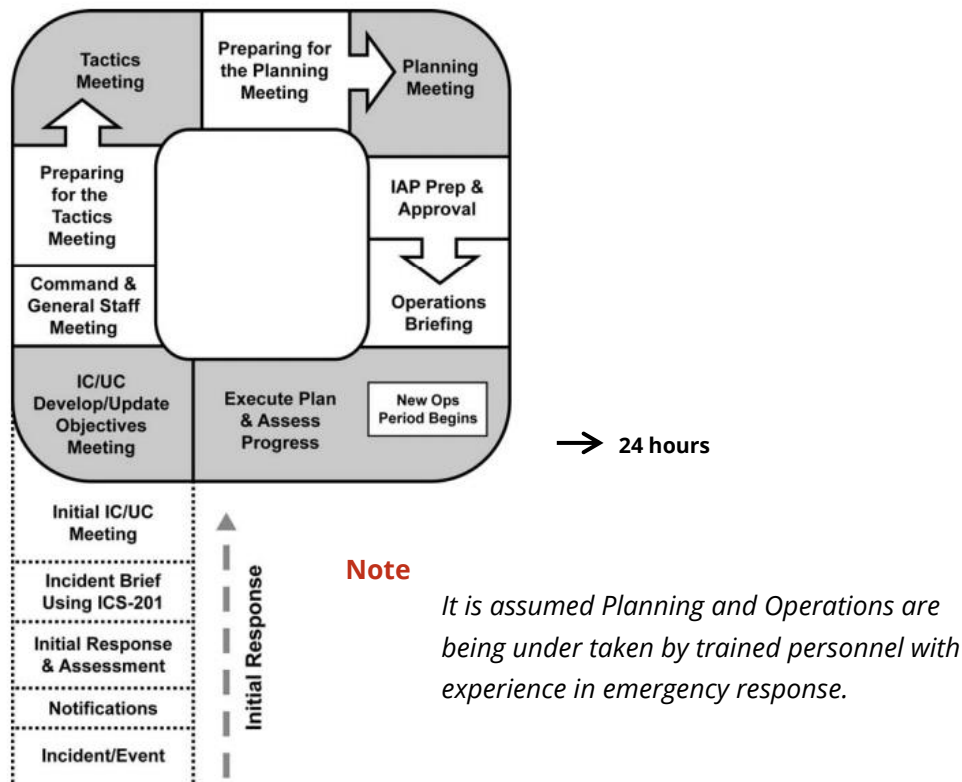 Tactics
Meeting
Preparing for
the Planning
Meeting
Planning
Meeting
Preparing
for the
Tactics
Meeting
IAP Prep &
Approval
Command &
General Staff
Meeting
Operations
Briefing
IC/UC
Develop/Update
Objectives
Meeting
Execute Plan
& Assess
Progress
New Ops
Period Begins
24 hours
Initial IC/UC
Meeting
Incident Brief
Using ICS-201
Initial Response
& Assessment
Notifications
Incident/Event
Initial Response
Note
It is assumed Planning and Operations are
being under taken by trained personnel with
experience in emergency response.